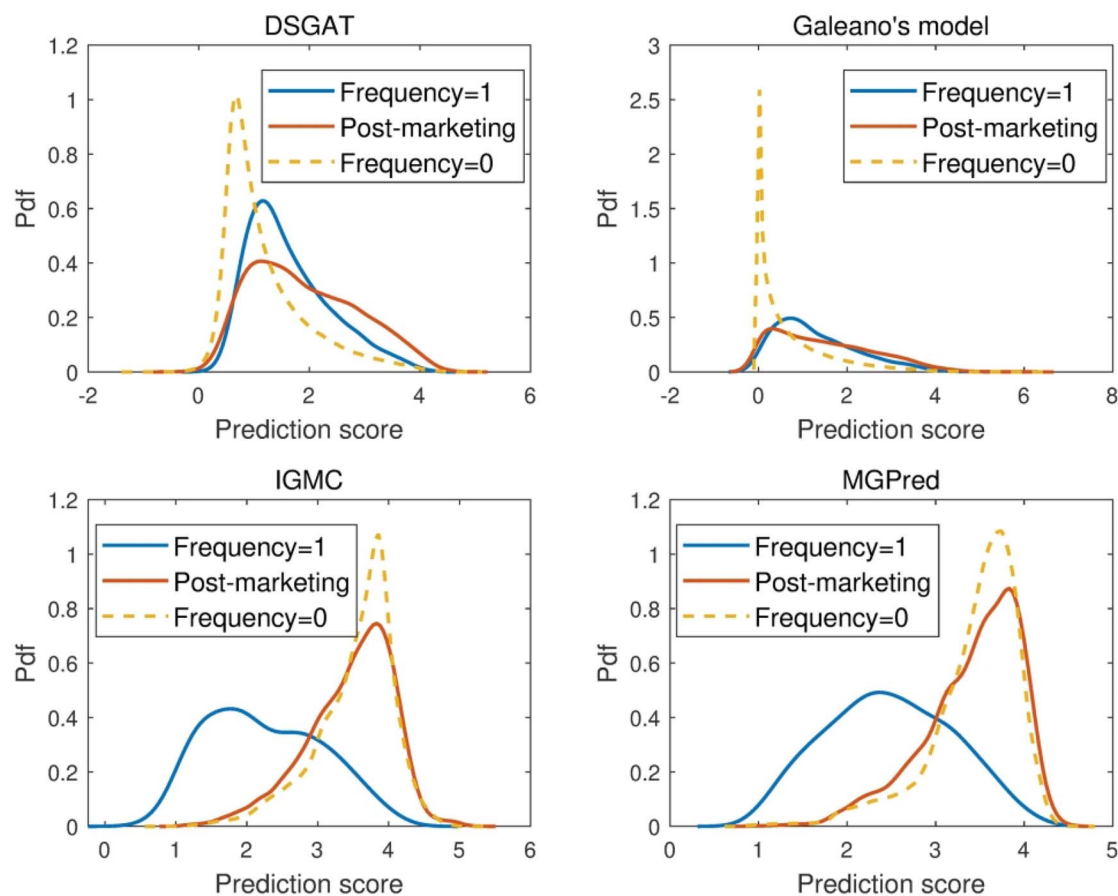 DSGAT
1.2
1
0.8
0.6
0.4
0.2
0
Pdf
-2
0
2
4
6
Prediction score
Frequency=1
Post-marketing
Frequency=0
Galeano's model
3
2.5
2
1.5
1
0.5
0
Pdf
-2
0
2
4
6
8
Prediction score
Frequency=1
Post-marketing
Frequency=0
IGMC
1.2
1
0.8
0.6
0.4
0.2
0
Pdf
0
1
2
3
4
5
6
Prediction score
Frequency=1
Post-marketing
Frequency=0
MGPred
1.2
1
0.8
0.6
0.4
0.2
0
Pdf
0
1
2
3
4
5
Prediction score
Frequency=1
Post-marketing
Frequency=0